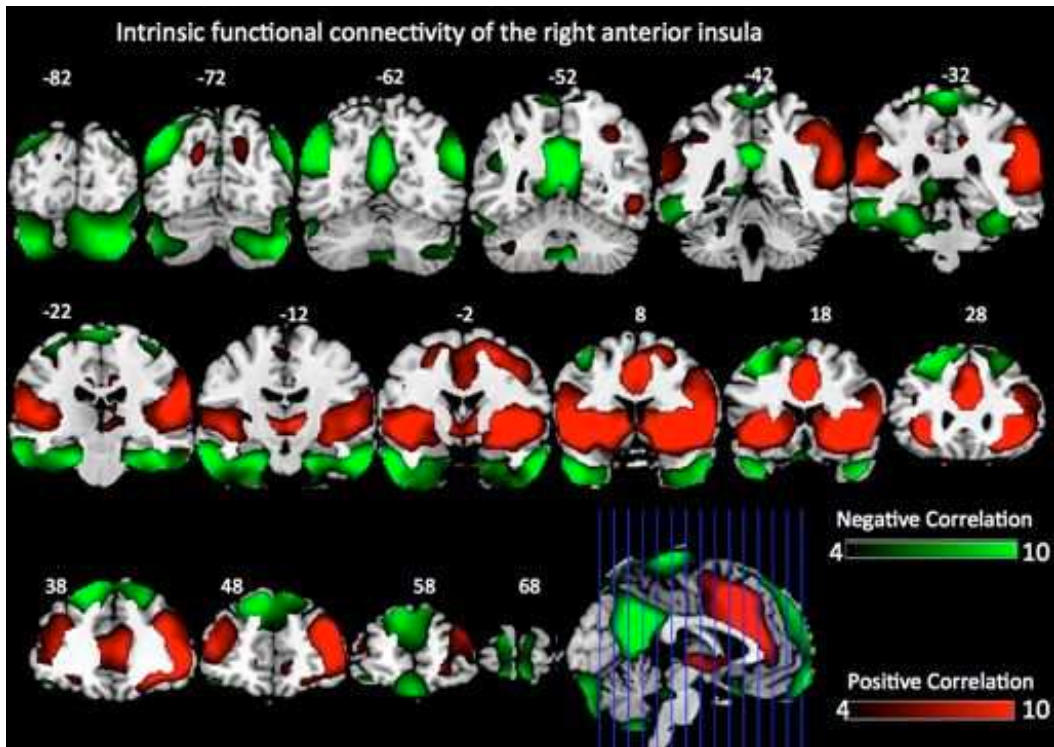 Intrinsic functional connectivity of the right anterior insula
-82 -72 -62 -52 -42 -32
-22 -12 -2 8 18 28
Negative Correlation
4 10
38 48 58 68
Positive Correlation
4 10